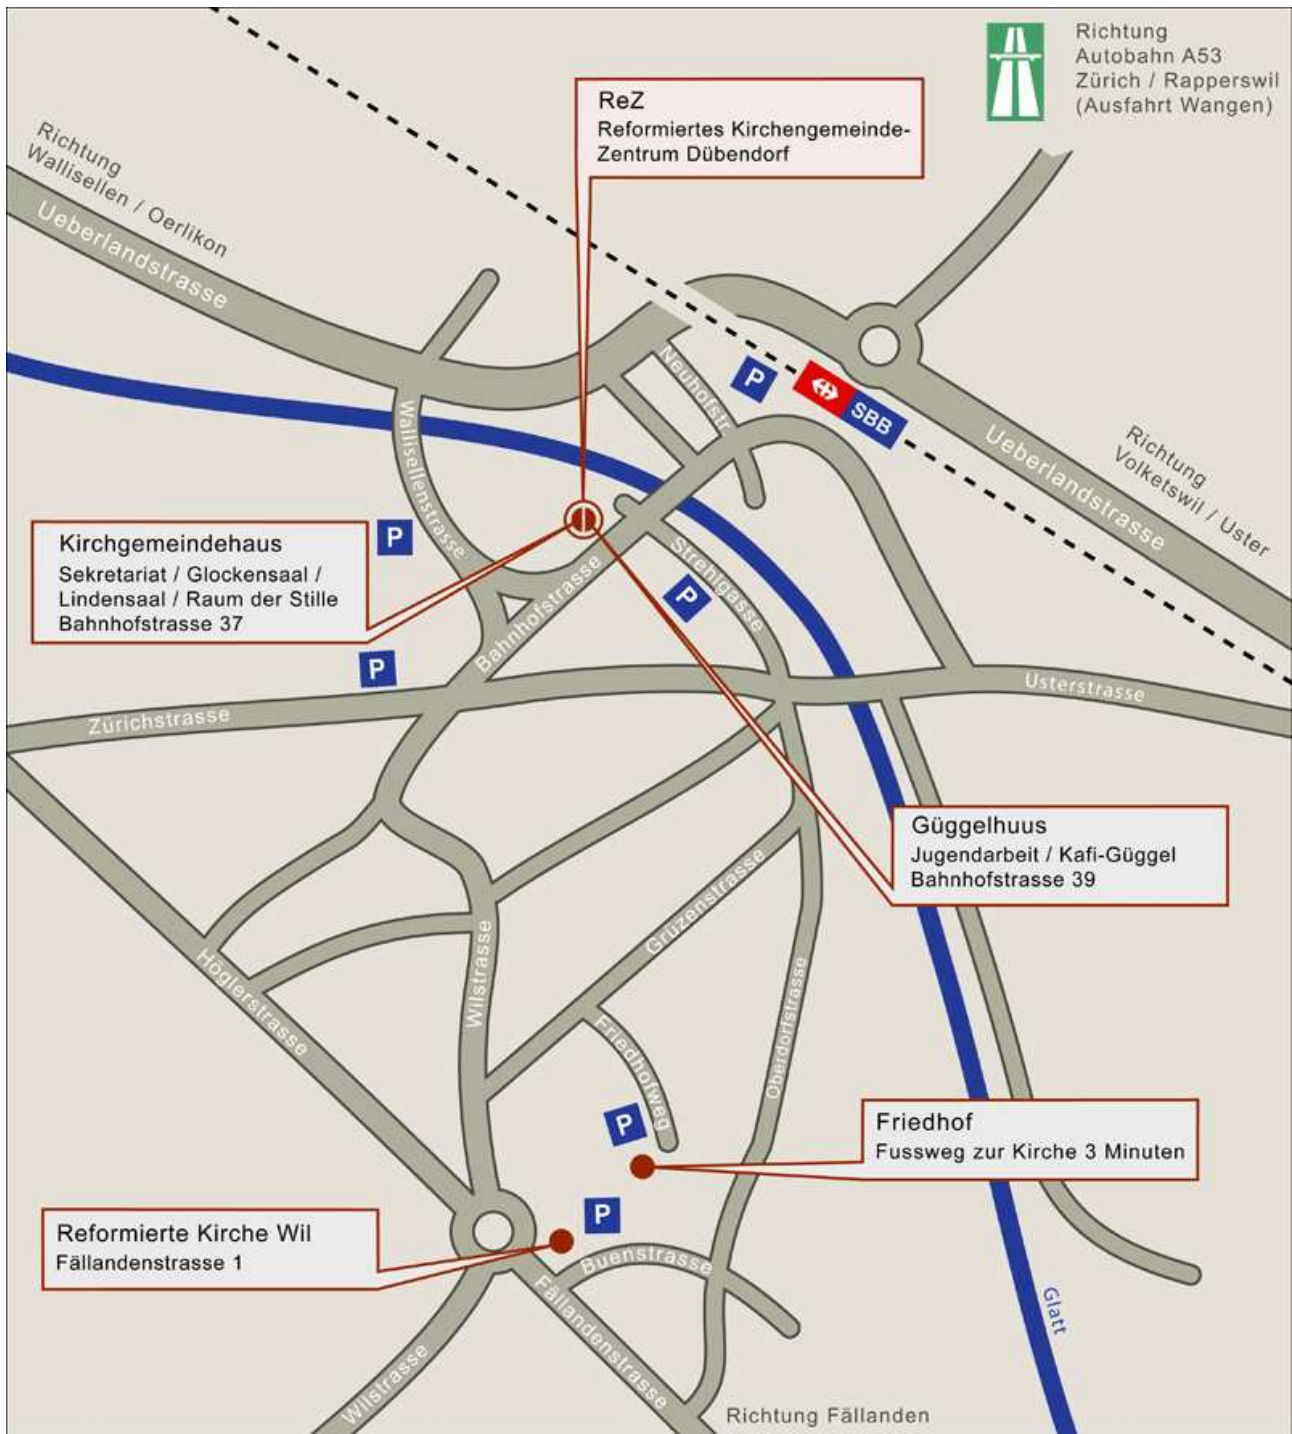 Richtung
Autobahn A53
Zürich / Rapperswil
(Ausfahrt Wangen)
ReZ
Reformiertes Kirchengemeinde-
Zentrum Dübendorf
Richtung
Wallisellen / Oerlikon
Ueberlandstrasse
Neuhofstr.
P
SBB
Wallisellenstrasse
Ueberlandstrasse
Richtung
Volketswil / Uster
P
Kirchgemeindehaus
Sekretariat / Glockensaal /
Lindensaal / Raum der Stille
Bahnhofstrasse 37
Strehlgasse
P
Bahnhofstrasse
P
Zürichstrasse
Usterstrasse
Güggelhuus
Jugendarbeit / Kafi-Güggel
Bahnhofstrasse 39
Gruzenstrasse
Höglerstrasse
Wilstrasse
Oberdorfstrasse
Friedhofweg
P
Friedhof
Fussweg zur Kirche 3 Minuten
P
Reformierte Kirche Wil
Fällandenstrasse 1
Buenstrasse
Fällandenstrasse
Glatt
Wilstrasse
Richtung Fällanden